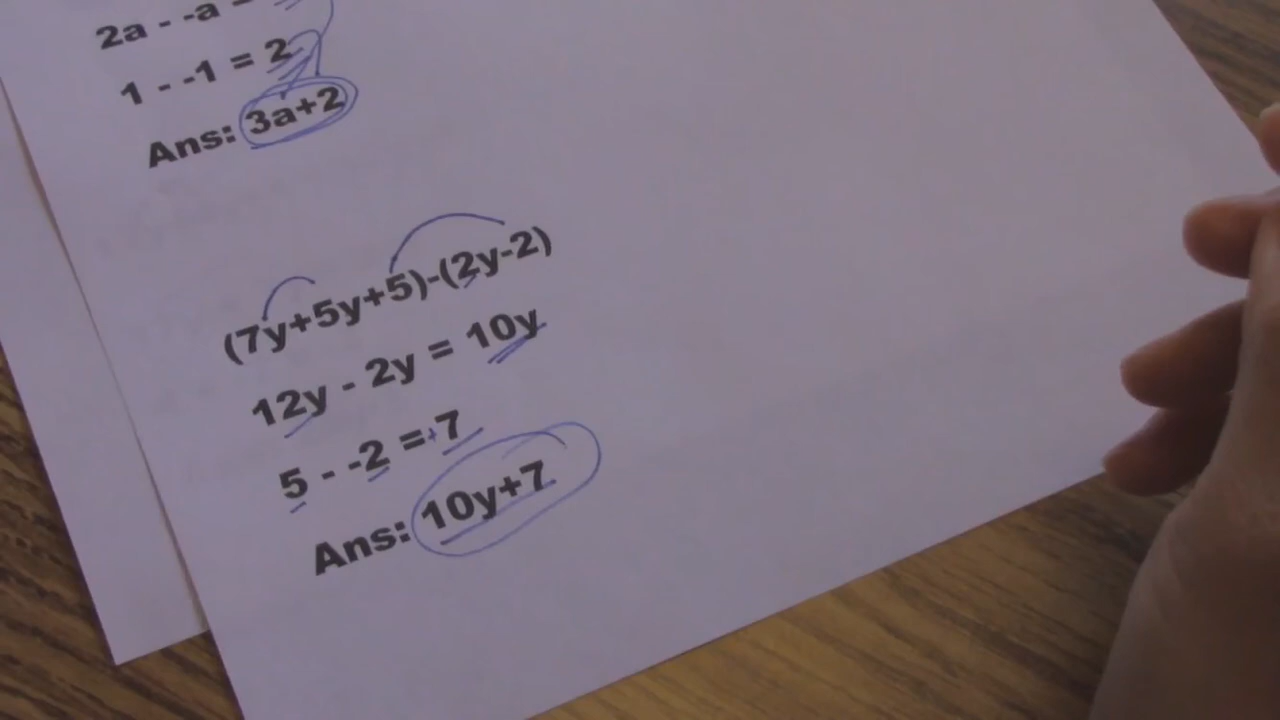 2a - -a =
1 - -1 = 2
Ans: 3a+2
(7y+5y+5)-(2y-2)
12y - 2y = 10y
5 - -2 =+7
Ans: 10y+7